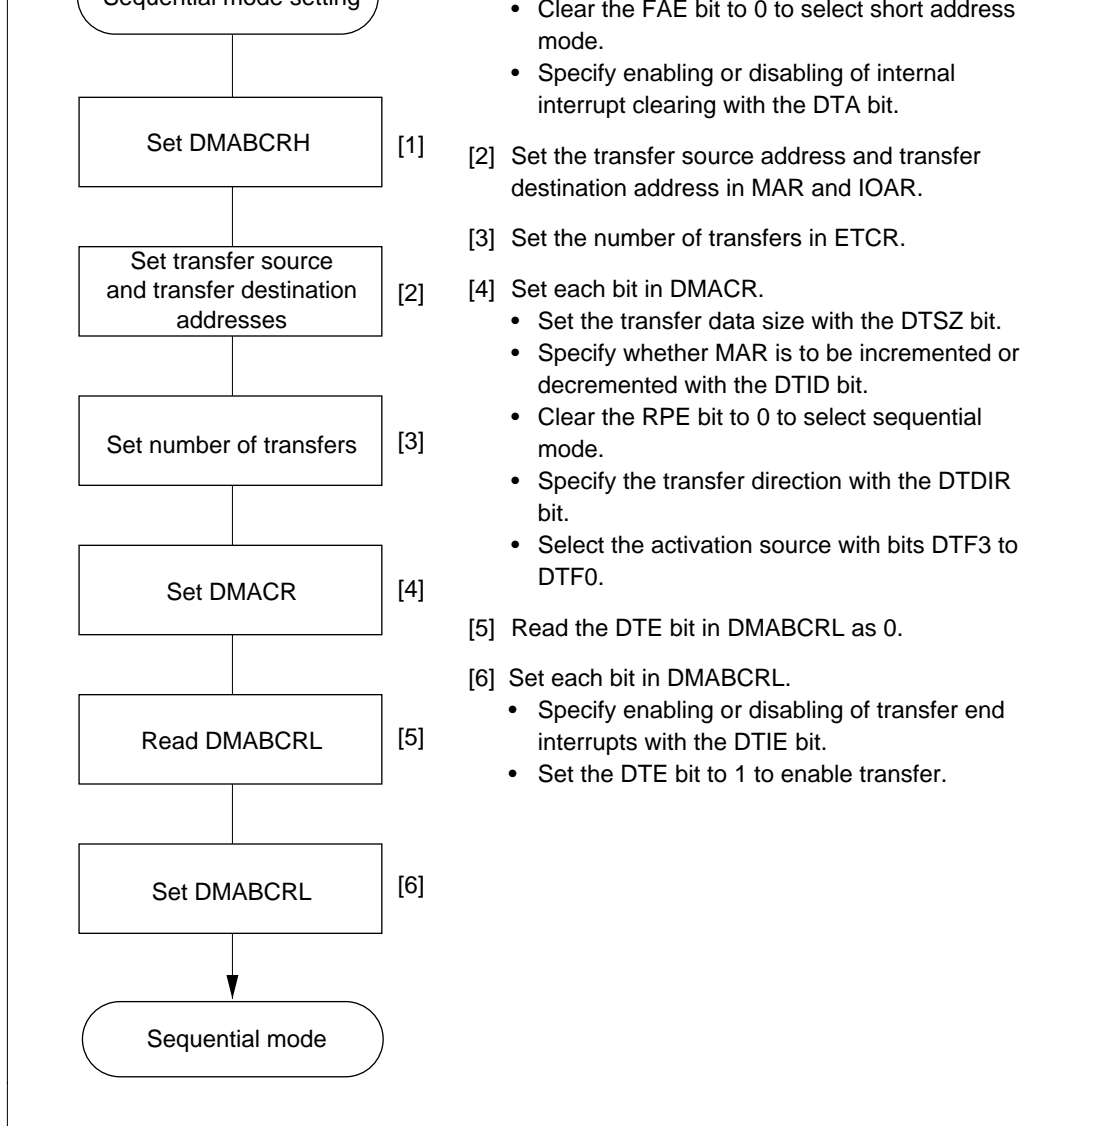 Sequential mode setting
Set DMABCRH
[1]
Set transfer source
and transfer destination
addresses
[2]
Set number of transfers
[3]
Set DMACR
[4]
Read DMABCRL
[5]
Set DMABCRL
[6]
Sequential mode
• Clear the FAE bit to 0 to select short address
mode.
• Specify enabling or disabling of internal
interrupt clearing with the DTA bit.
[2] Set the transfer source address and transfer
destination address in MAR and IOAR.
[3] Set the number of transfers in ETCR.
[4] Set each bit in DMACR.
• Set the transfer data size with the DTSZ bit.
• Specify whether MAR is to be incremented or
decremented with the DTID bit.
• Clear the RPE bit to 0 to select sequential
mode.
• Specify the transfer direction with the DTDIR
bit.
• Select the activation source with bits DTF3 to
DTF0.
[5] Read the DTE bit in DMABCRL as 0.
[6] Set each bit in DMABCRL.
• Specify enabling or disabling of transfer end
interrupts with the DTIE bit.
• Set the DTE bit to 1 to enable transfer.